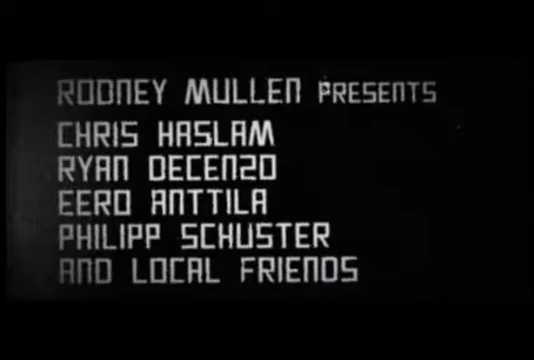 RODNEY MULLEN PRESENTS
CHRIS HASLAM
RYAN DECENZO
EERO ANTTILA
PHILIPP SCHUSTER
AND LOCAL FRIENDS